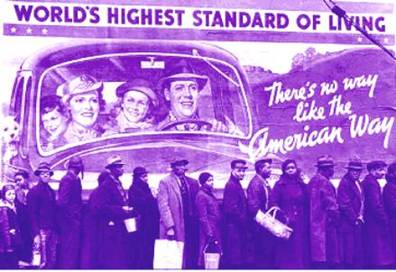 WORLD'S HIGHEST STANDARD OF LIVING
There's no way
like the
American Way